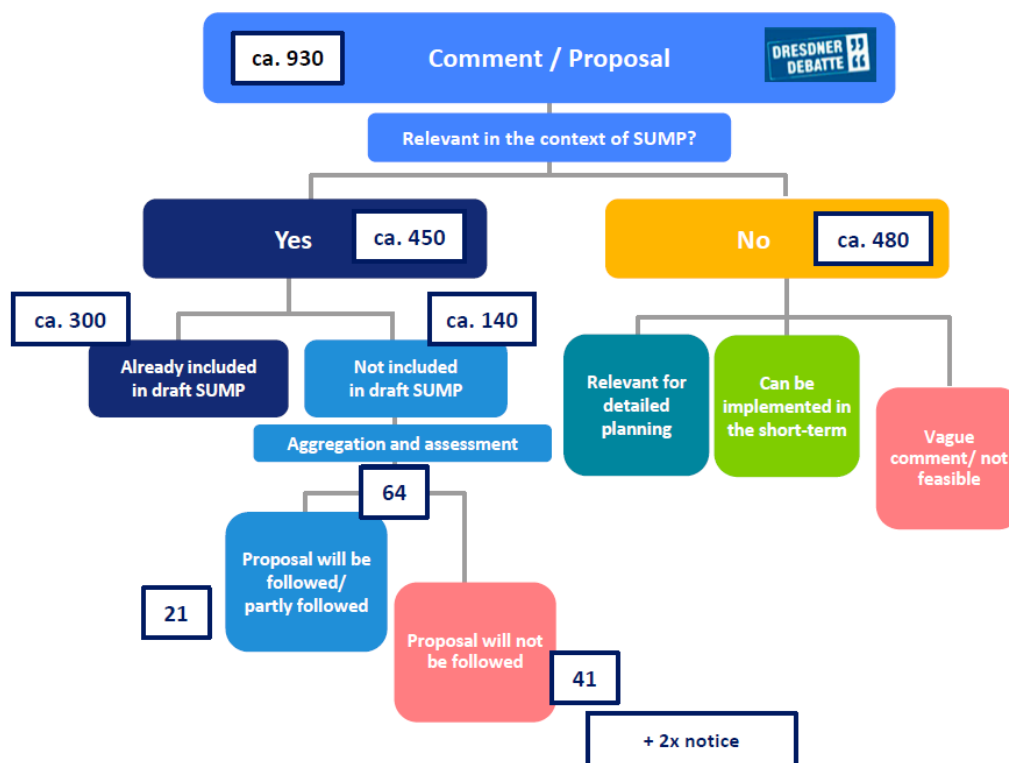 ca. 930
Comment / Proposal
DRESDNER
DEBATTE
Relevant in the context of SUMP?
Yes
ca. 450
No
ca. 480
ca. 300
ca. 140
Already included
in draft SUMP
Not included
in draft SUMP
Relevant for
detailed
planning
Can be
implemented in
the short-term
Vague
comment/ not
feasible
Aggregation and assessment
64
Proposal will be
followed/
partly followed
21
Proposal will not
be followed
41
+ 2x notice